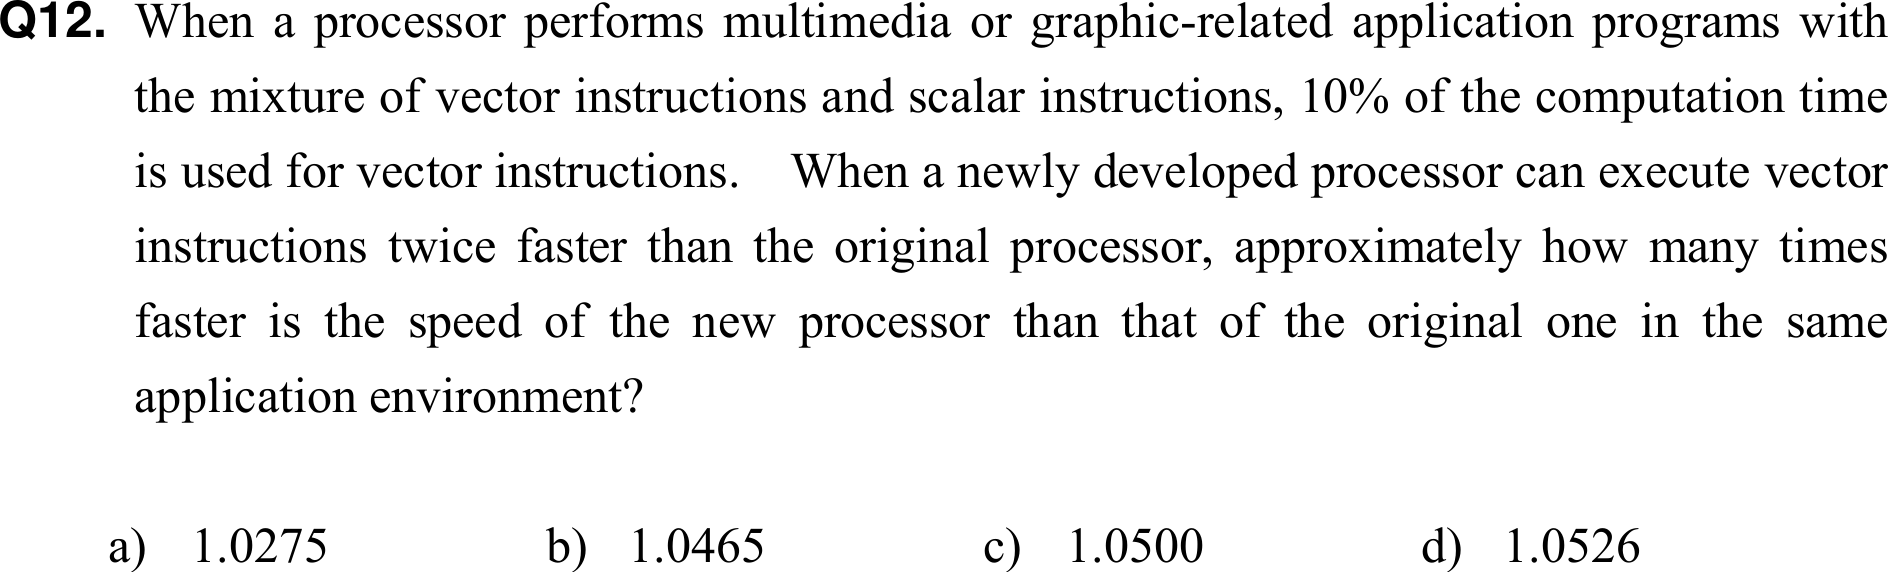 Q12. When a processor performs multimedia or graphic-related application programs with
the mixture of vector instructions and scalar instructions, 10% of the computation time
is used for vector instructions. When a newly developed processor can execute vector
instructions twice faster than the original processor, approximately how many times
faster is the speed of the new processor than that of the original one in the same
application environment?
a) 1.0275 b) 1.0465 c) 1.0500 d) 1.0526